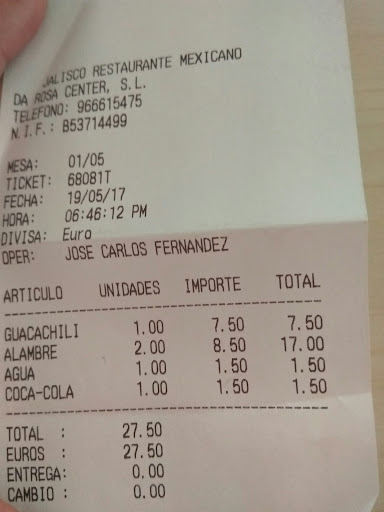 JALISCO RESTAURANTE MEXICANO
DA ROSA CENTER, S.L.
TELEFONO: 966615475
N.I.F.: B53714499
MESA: 01/05
TICKET: 68081T
FECHA: 19/05/17
HORA: 06:46:12 PM
DIVISA: Euro
OPER: JOSE CARLOS FERNANDEZ
ARTICULO UNIDADES IMPORTE TOTAL
GUACACHILI 1.00 7.50 7.50
ALAMBRE 2.00 8.50 17.00
AGUA 1.00 1.50 1.50
COCA-COLA 1.00 1.50 1.50
TOTAL : 27.50
EUROS : 27.50
ENTREGA: 0.00
CAMBIO : 0.00